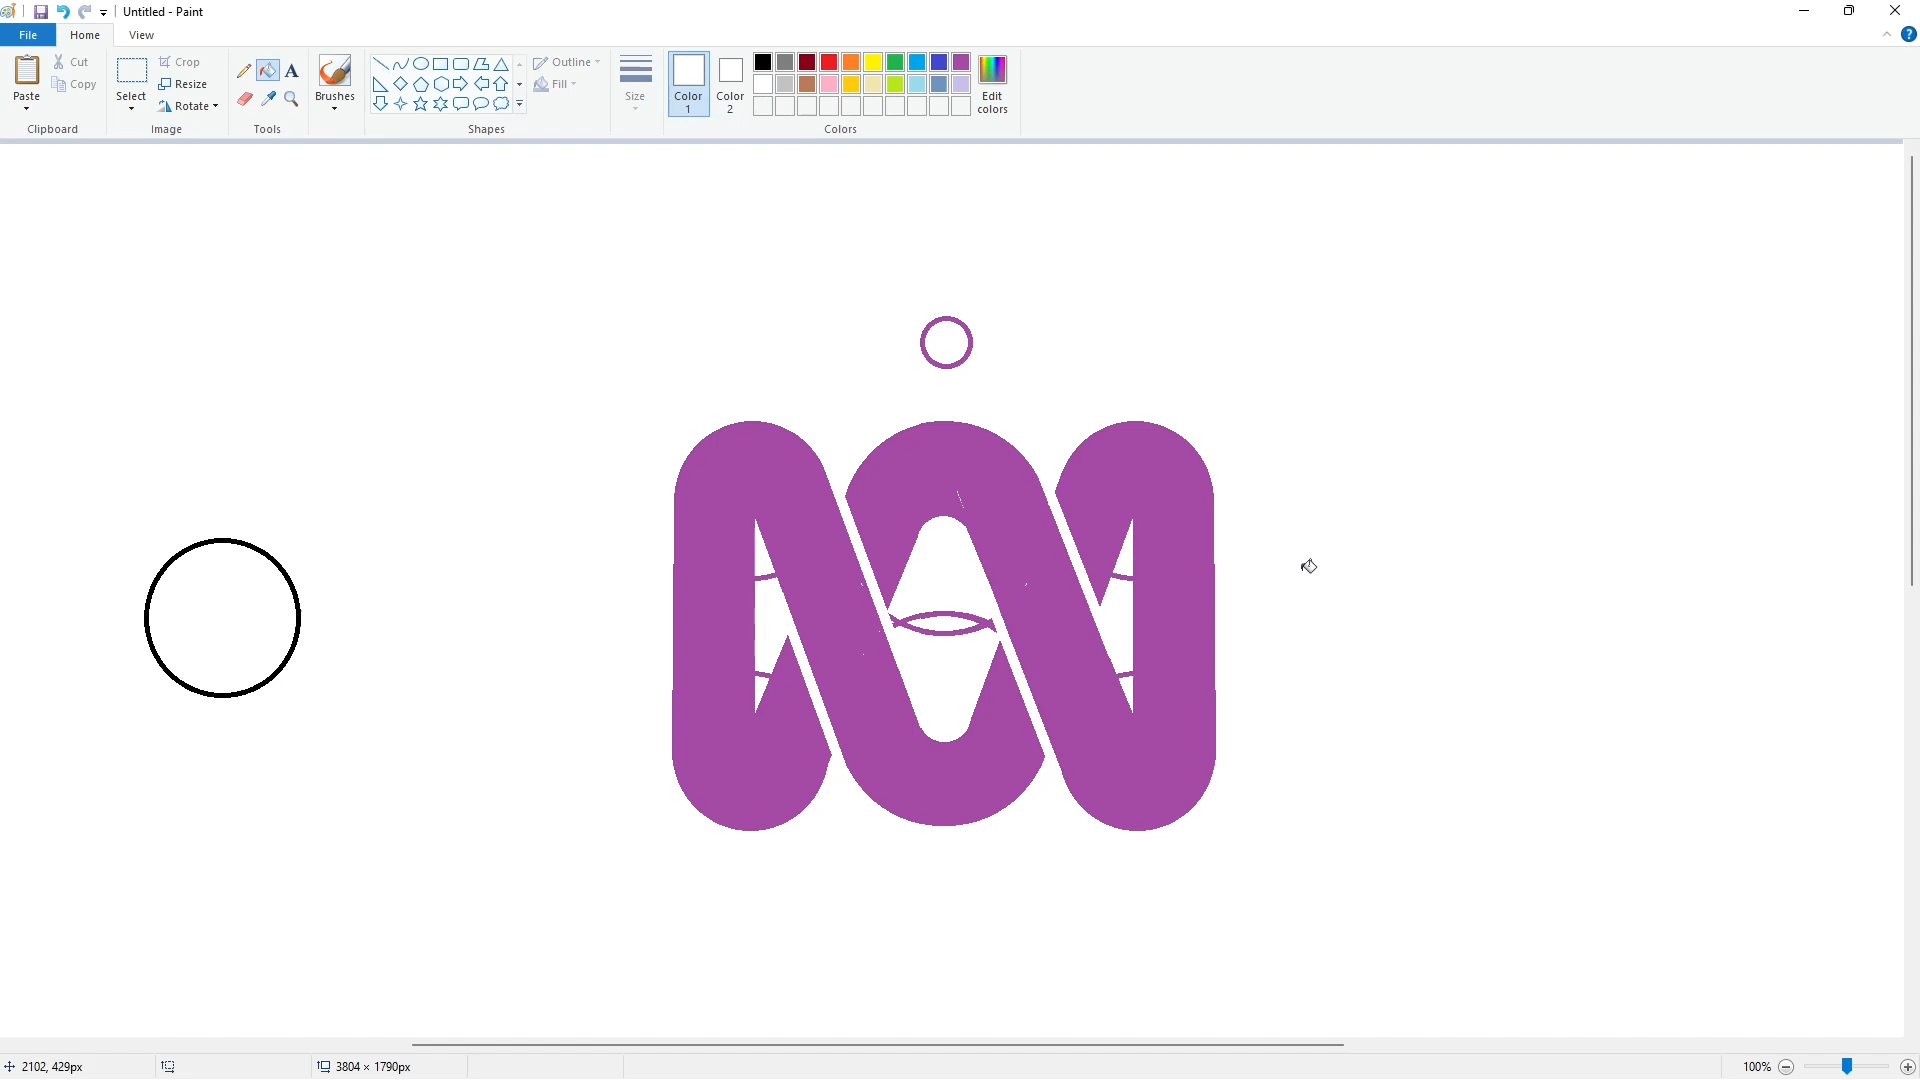 Untitled - Paint
File Home View
Paste
Cut
Copy
Clipboard
Select
Crop
Resize
Rotate
Image
A
Tools
Brushes
Shapes
Outline
Fill
Size
Color 1
Color 2
Colors
Edit colors
?
2102, 429px
3804 × 1790px
100%